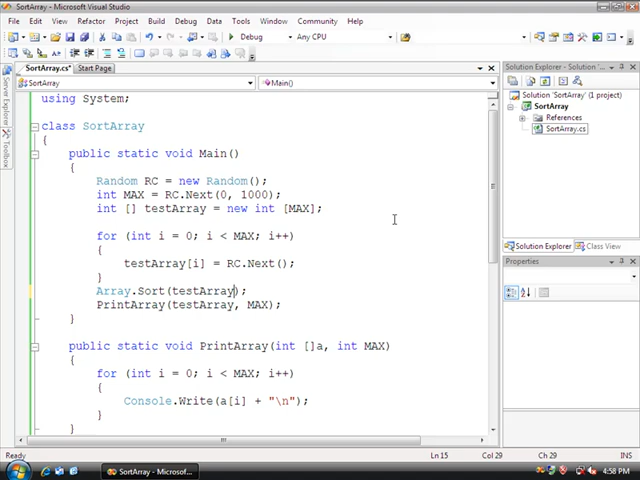 SortArray - Microsoft Visual Studio
File Edit View Refactor Project Build Debug Data Tools Window Community Help
Debug Any CPU
SortArray.cs* Start Page
SortArray Main()
Server Explorer
Toolbox
using System;
class SortArray
{
public static void Main()
{
Random RC = new Random();
int MAX = RC.Next(0, 1000);
int [] testArray = new int [MAX];
for (int i = 0; i < MAX; i++)
{
testArray[i] = RC.Next();
}
Array.Sort(testArray);
PrintArray(testArray, MAX);
}
public static void PrintArray(int []a, int MAX)
{
for (int i = 0; i < MAX; i++)
{
Console.Write(a[i] + "\n");
}
}
Solution Explorer - Solution 'SortArray'
Solution 'SortArray' (1 project)
SortArray
References
SortArray.cs
Solution Explorer Class View
Properties
Ready Ln 15 Col 29 Ch 29 INS
SortArray - Microsof... 4:58 PM